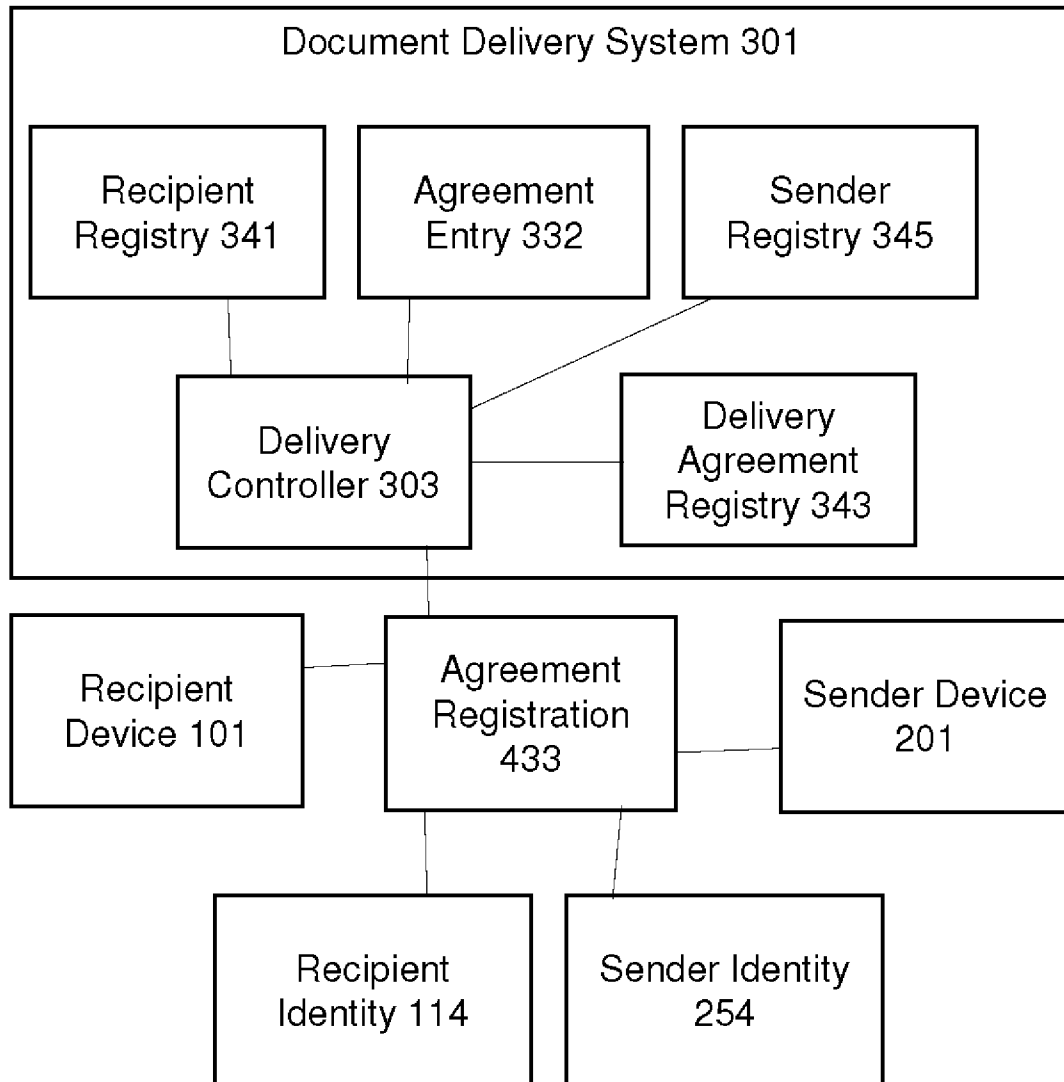 Document Delivery System 301
Recipient
Registry 341
Agreement
Entry 332
Sender
Registry 345
Delivery
Controller 303
Delivery
Agreement
Registry 343
Recipient
Device 101
Agreement
Registration
433
Sender Device
201
Recipient
Identity 114
Sender Identity
254